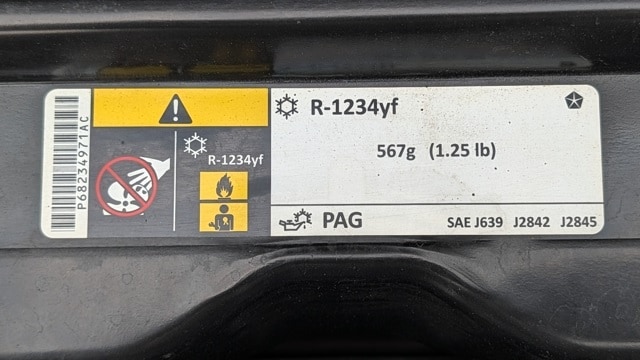 P68234971AC
R-1234yf
R-1234yf
567g (1.25 lb)
PAG SAE J639 J2842 J2845